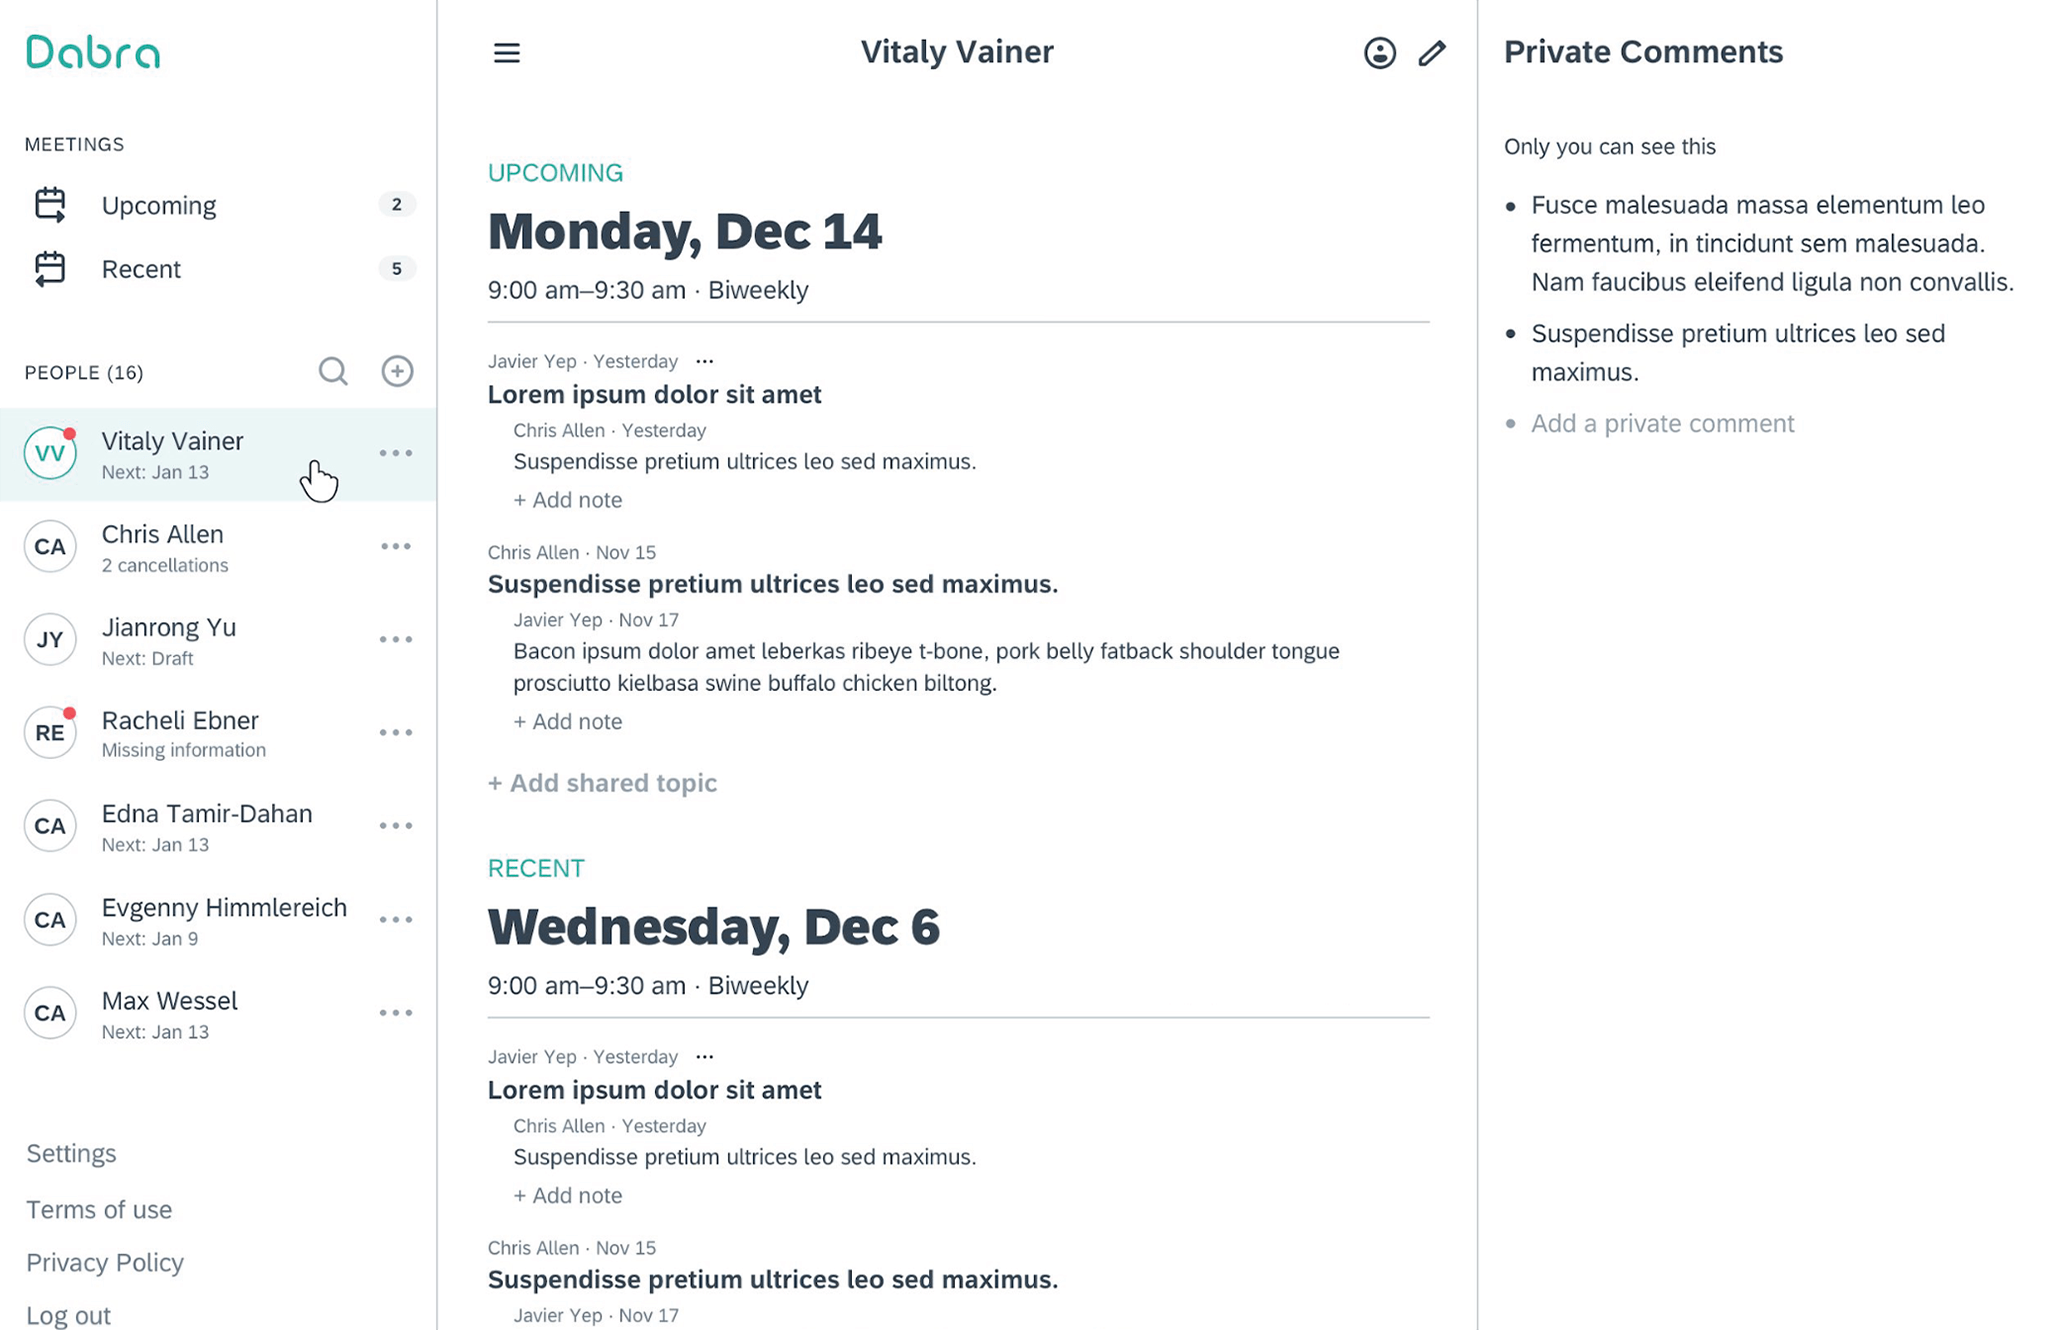 Dabra
MEETINGS
Upcoming 2
Recent 5
PEOPLE (16)
VV
Vitaly Vainer
Next: Jan 13
CA
Chris Allen
2 cancellations
JY
Jianrong Yu
Next: Draft
RE
Racheli Ebner
Missing information
CA
Edna Tamir-Dahan
Next: Jan 13
CA
Evgenny Himmlereich
Next: Jan 9
CA
Max Wessel
Next: Jan 13
Settings
Terms of use
Privacy Policy
Log out
Vitaly Vainer
UPCOMING
Monday, Dec 14
9:00 am–9:30 am · Biweekly
Javier Yep · Yesterday ···
Lorem ipsum dolor sit amet
Chris Allen · Yesterday
Suspendisse pretium ultrices leo sed maximus.
+ Add note
Chris Allen · Nov 15
Suspendisse pretium ultrices leo sed maximus.
Javier Yep · Nov 17
Bacon ipsum dolor amet leberkas ribeye t-bone, pork belly fatback shoulder tongue
prosciutto kielbasa swine buffalo chicken biltong.
+ Add note
+ Add shared topic
RECENT
Wednesday, Dec 6
9:00 am–9:30 am · Biweekly
Javier Yep · Yesterday ···
Lorem ipsum dolor sit amet
Chris Allen · Yesterday
Suspendisse pretium ultrices leo sed maximus.
+ Add note
Chris Allen · Nov 15
Suspendisse pretium ultrices leo sed maximus.
Javier Yep · Nov 17
Private Comments
Only you can see this
• Fusce malesuada massa elementum leo
fermentum, in tincidunt sem malesuada.
Nam faucibus eleifend ligula non convallis.
• Suspendisse pretium ultrices leo sed
maximus.
• Add a private comment